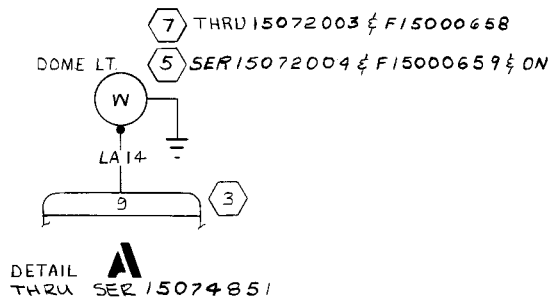 7 THRU 15072003 & F15000658
DOME LT. 5 SER 15072004 & F15000659 & ON
W
LA14
9 3
DETAIL A
THRU SER 15074851